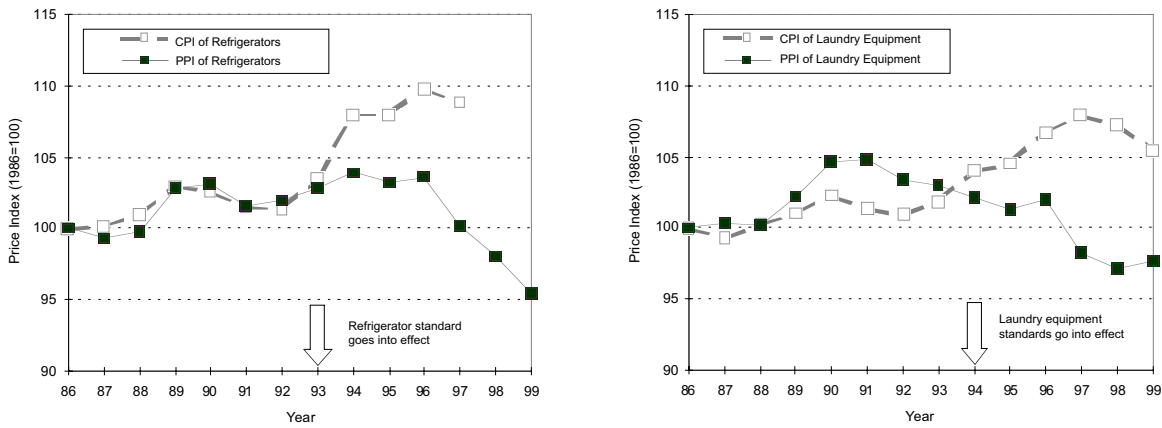 115
CPI of Refrigerators
PPI of Refrigerators
110
105
100
95
90
Price Index (1986=100)
Refrigerator standard
goes into effect
86 87 88 89 90 91 92 93 94 95 96 97 98 99
Year
115
CPI of Laundry Equipment
PPI of Laundry Equipment
110
105
100
95
90
Price Index (1986=100)
Laundry equipment
standards go into effect
86 87 88 89 90 91 92 93 94 95 96 97 98 99
Year